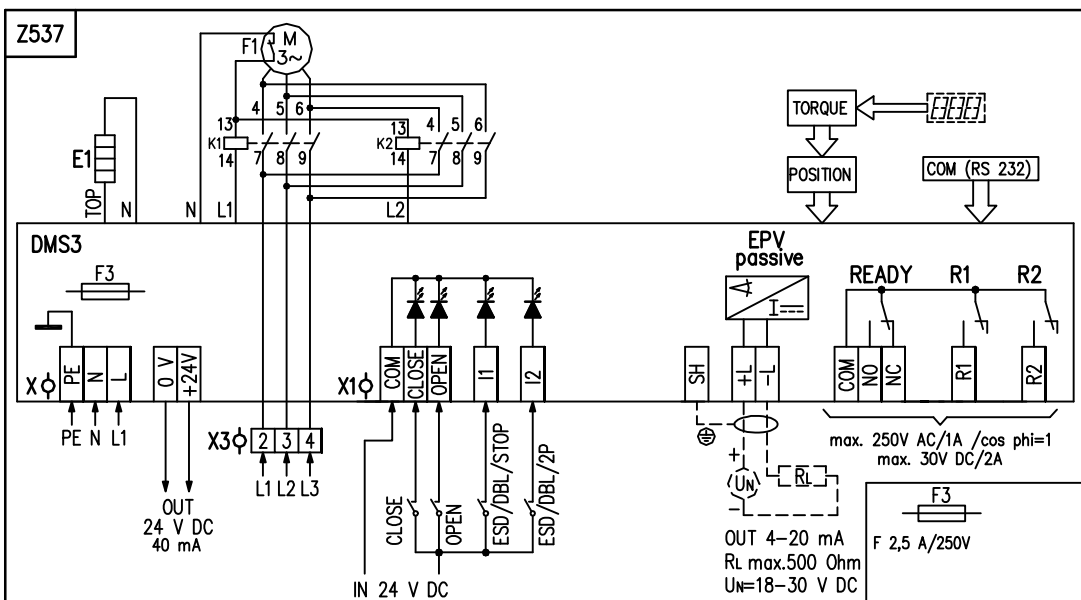 Z537
F1
M
3~
4 5 6
13
K1
14
7 8 9
13
K2
14
4 5 6
7 8 9
E1
TOP
N
N
L1
L2
TORQUE
POSITION
COM (RS 232)
DMS3
F3
X
PE
N
L
PE N L1
0 V
+24V
OUT
24 V DC
40 mA
X3
2 3 4
L1 L2 L3
X1
COM
CLOSE
OPEN
I1
I2
CLOSE
OPEN
ESD/DBL/STOP
ESD/DBL/2P
IN 24 V DC
EPV
passive
I
SH
+L
-L
+
UN
-
RL
OUT 4-20 mA
RL max.500 Ohm
UN=18-30 V DC
READY R1 R2
COM
NO
NC
R1
R2
max. 250V AC/1A /cos phi=1
max. 30V DC/2A
F3
F 2,5 A/250V